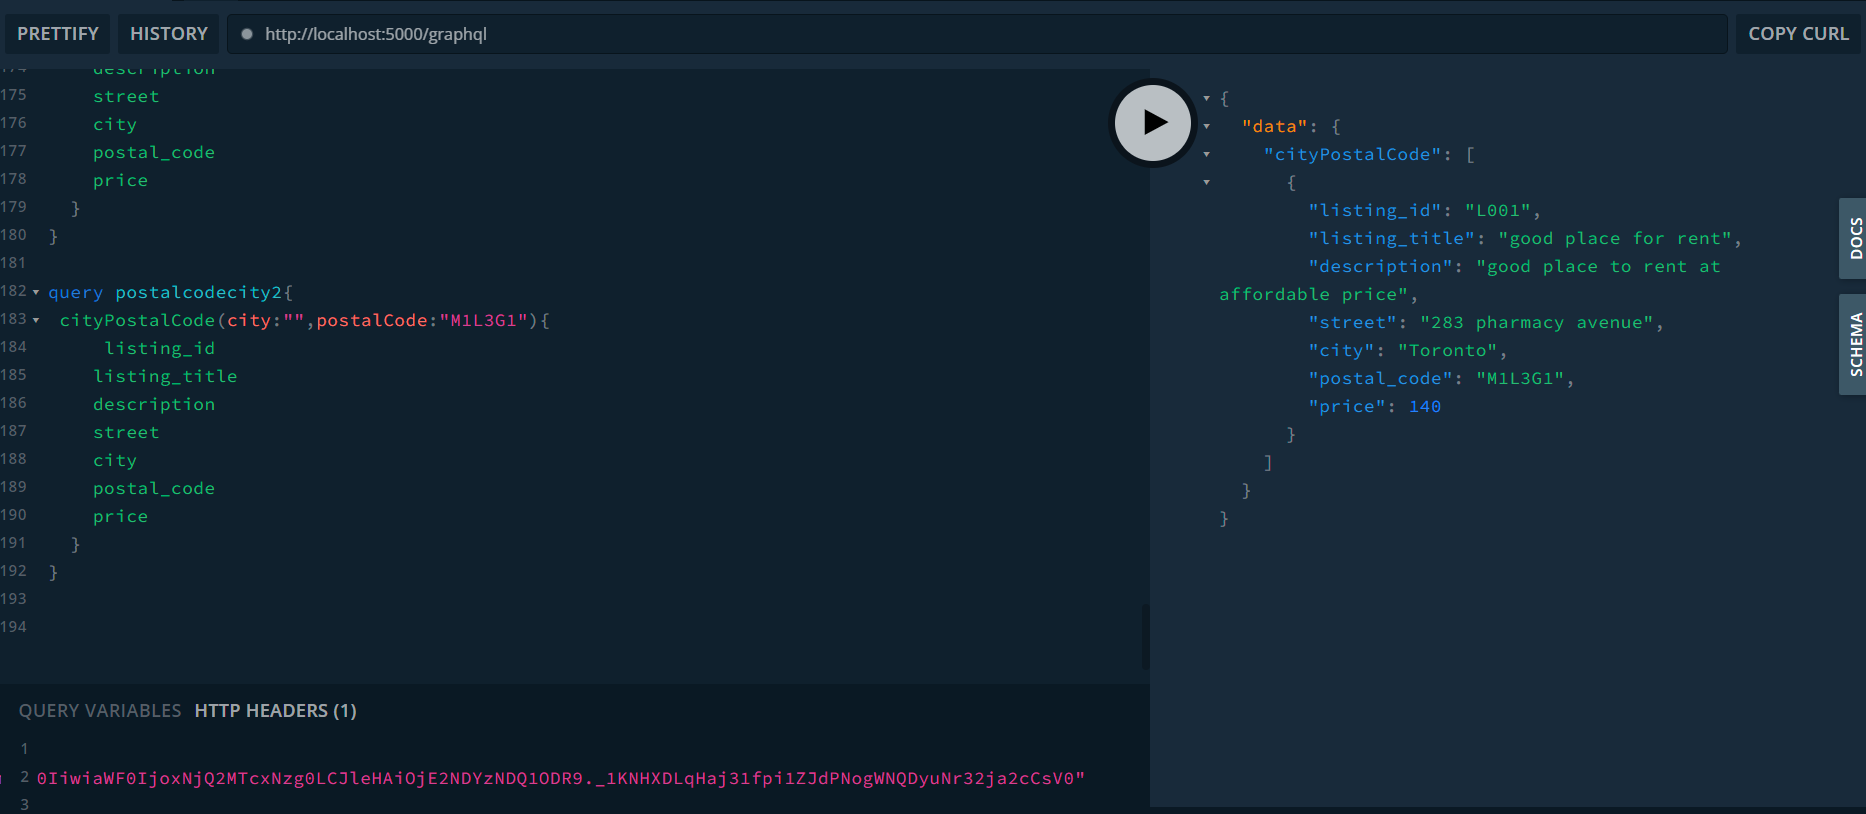 PRETTIFY HISTORY http://localhost:5000/graphql COPY CURL
174 description
175 street
176 city
177 postal_code
178 price
179 }
180 }
181
182 query postalcodecity2{
183 cityPostalCode(city:"",postalCode:"M1L3G1"){
184 listing_id
185 listing_title
186 description
187 street
188 city
189 postal_code
190 price
191 }
192 }
193
194
{
"data": {
"cityPostalCode": [
{
"listing_id": "L001",
"listing_title": "good place for rent",
"description": "good place to rent at
affordable price",
"street": "283 pharmacy avenue",
"city": "Toronto",
"postal_code": "M1L3G1",
"price": 140
}
]
}
}
DOCS
SCHEMA
QUERY VARIABLES HTTP HEADERS (1)
1
2 0IiwiaWF0IjoxNjQ2MTcxNzg0LCJleHAiOjE2NDYzNDQ1ODR9._1KNHXDLqHaj31fpi1ZJdPNogWNQDyuNr32ja2cCsV0"
3